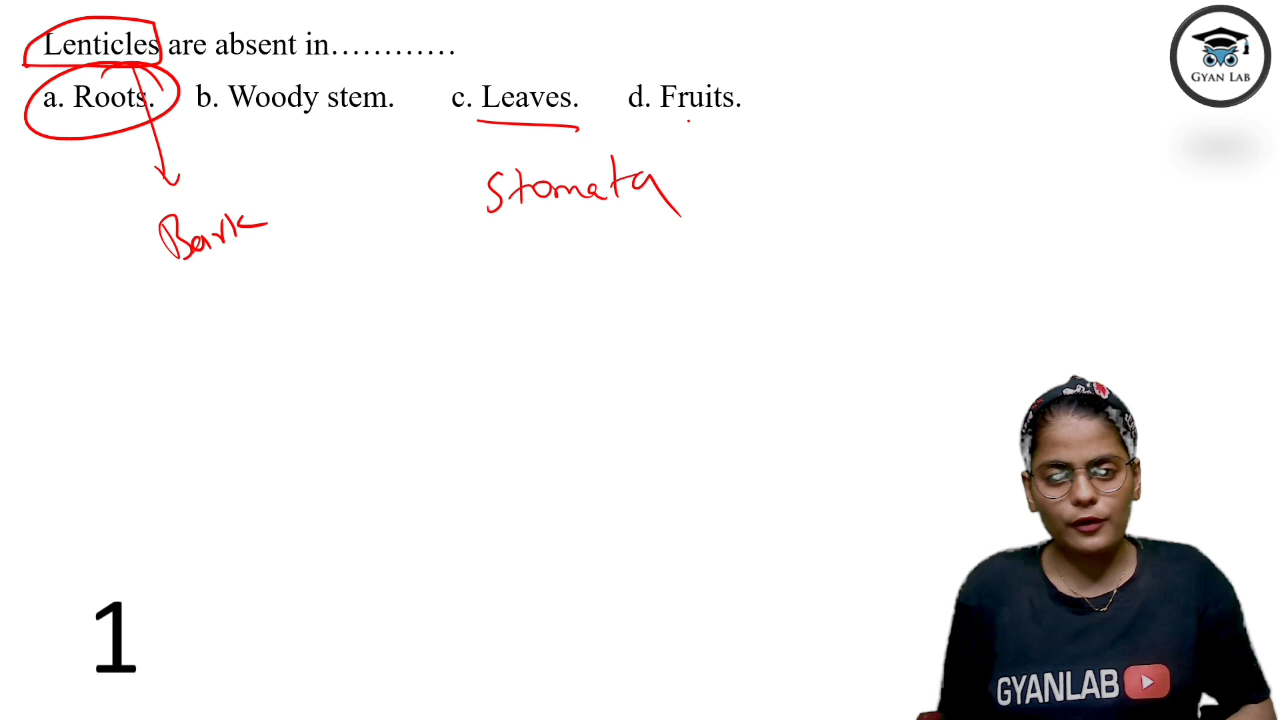 Lenticles are absent in…………
a. Roots. b. Woody stem. c. Leaves. d. Fruits.
Stomata
Bark
1
GYAN LAB
GYANLAB